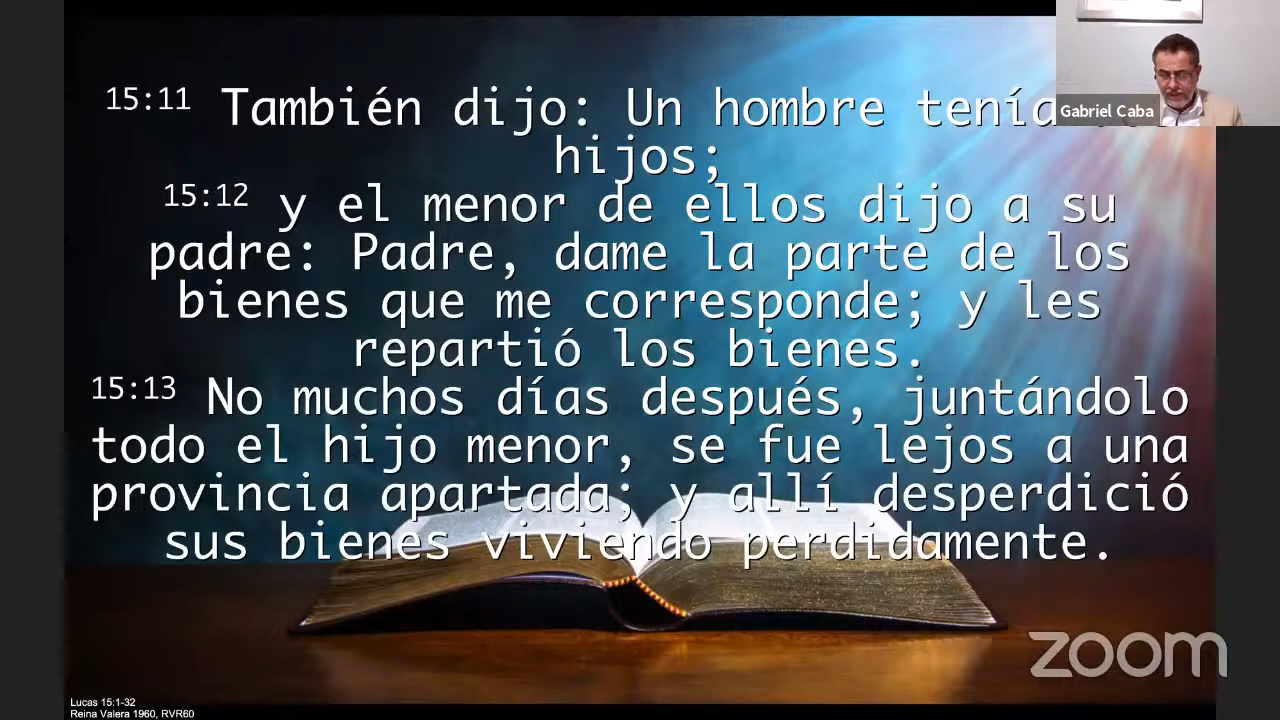 15:11 También dijo: Un hombre tenía
hijos;
15:12 y el menor de ellos dijo a su
padre: Padre, dame la parte de los
bienes que me corresponde; y les
repartió los bienes.
15:13 No muchos días después, juntándolo
todo el hijo menor, se fue lejos a una
provincia apartada; y allí desperdició
sus bienes viviendo perdidamente.
Gabriel Caba
zoom
Lucas 15:1-32
Reina Valera 1960, RVR60